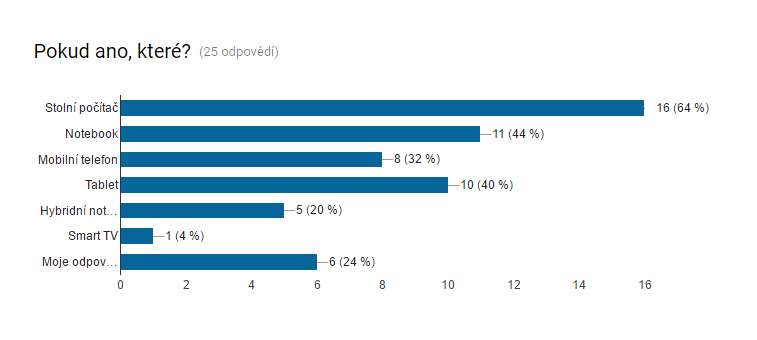 Pokud ano, které? (25 odpovědí)
Stolní počítač 16 (64 %)
Notebook 11 (44 %)
Mobilní telefon 8 (32 %)
Tablet 10 (40 %)
Hybridní not… 5 (20 %)
Smart TV 1 (4 %)
Moje odpov… 6 (24 %)
0 2 4 6 8 10 12 14 16